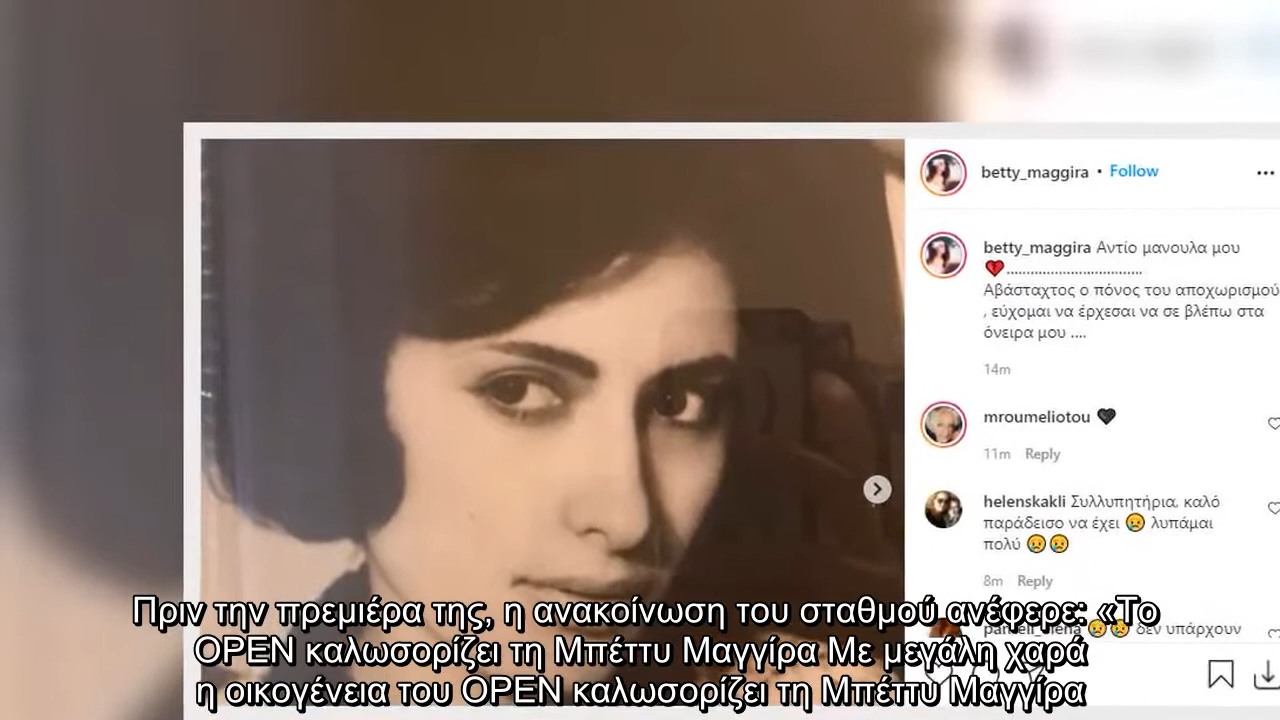 betty_maggira • Follow
betty_maggira Αντίο μανουλα μου
💔..................................
Αβάσταχτος ο πόνος του αποχωρισμού
, εύχομαι να έρχεσαι να σε βλέπω στα
όνειρα μου ....
14m
mroumeliotou 🖤
11m Reply
helenskakli Συλλυπητήρια, καλό
παράδεισο να έχει 😢 λυπάμαι
πολύ 😢😢
8m Reply
😢😢 δεν υπάρχουν
Πριν την πρεμιέρα της, η ανακοίνωση του σταθμού ανέφερε: «Το
OPEN καλωσορίζει τη Μπέττυ Μαγγίρα Με μεγάλη χαρά
η οικογένεια του OPEN καλωσορίζει τη Μπέττυ Μαγγίρα